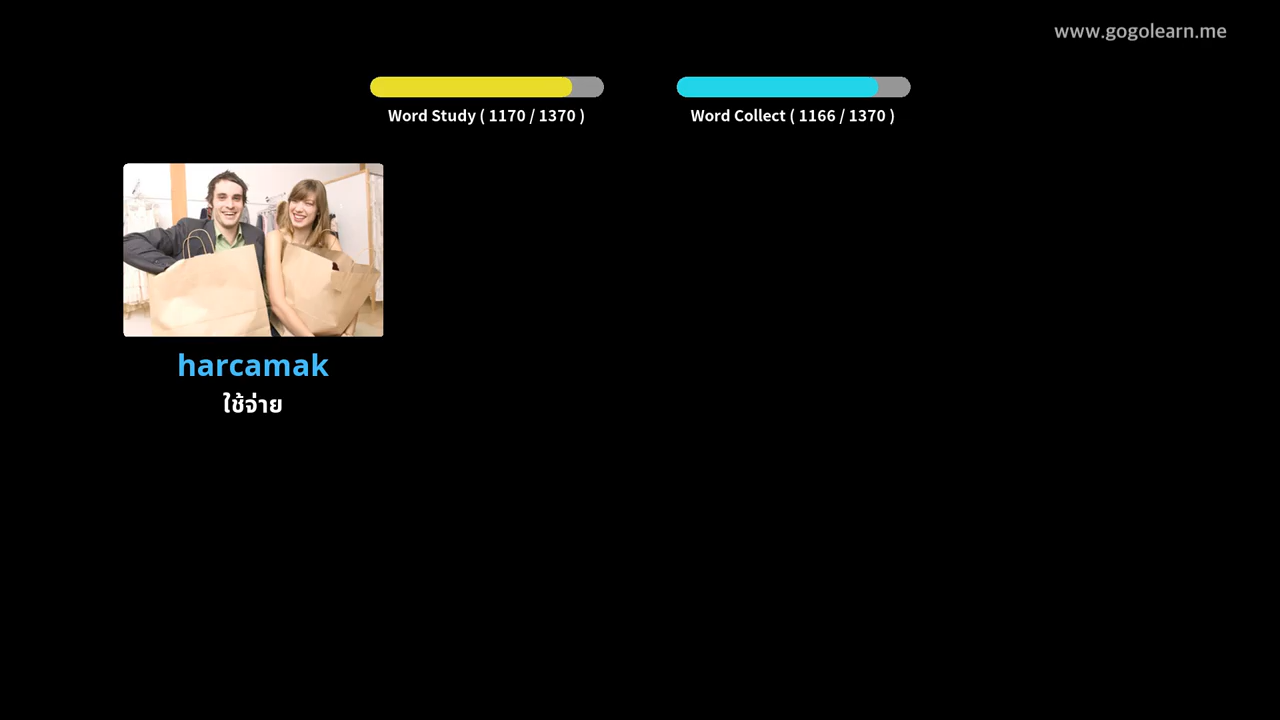 www.gogolearn.me
Word Study ( 1170 / 1370 )
Word Collect ( 1166 / 1370 )
harcamak
ใช้จ่าย